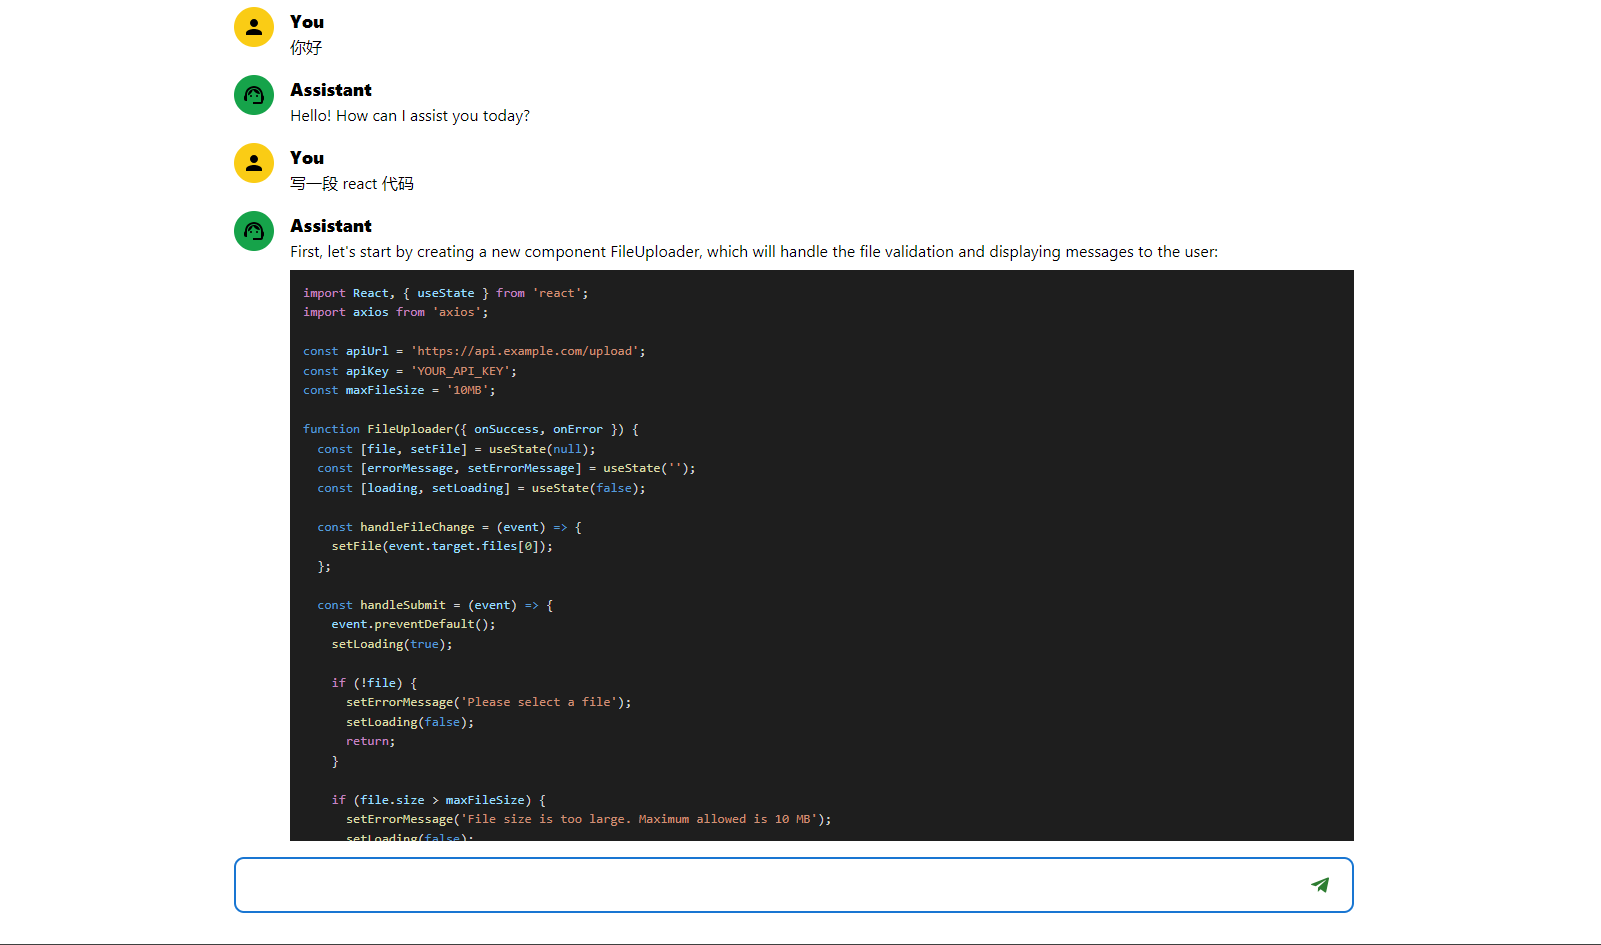 You
你好
Assistant
Hello! How can I assist you today?
You
写一段 react 代码
Assistant
First, let's start by creating a new component FileUploader, which will handle the file validation and displaying messages to the user:
import React, { useState } from 'react';
import axios from 'axios';
const apiUrl = 'https://api.example.com/upload';
const apiKey = 'YOUR_API_KEY';
const maxFileSize = '10MB';
function FileUploader({ onSuccess, onError }) {
  const [file, setFile] = useState(null);
  const [errorMessage, setErrorMessage] = useState('');
  const [loading, setLoading] = useState(false);
  const handleFileChange = (event) => {
    setFile(event.target.files[0]);
  };
  const handleSubmit = (event) => {
    event.preventDefault();
    setLoading(true);
    if (!file) {
      setErrorMessage('Please select a file');
      setLoading(false);
      return;
    }
    if (file.size > maxFileSize) {
      setErrorMessage('File size is too large. Maximum allowed is 10 MB');
      setLoading(false);